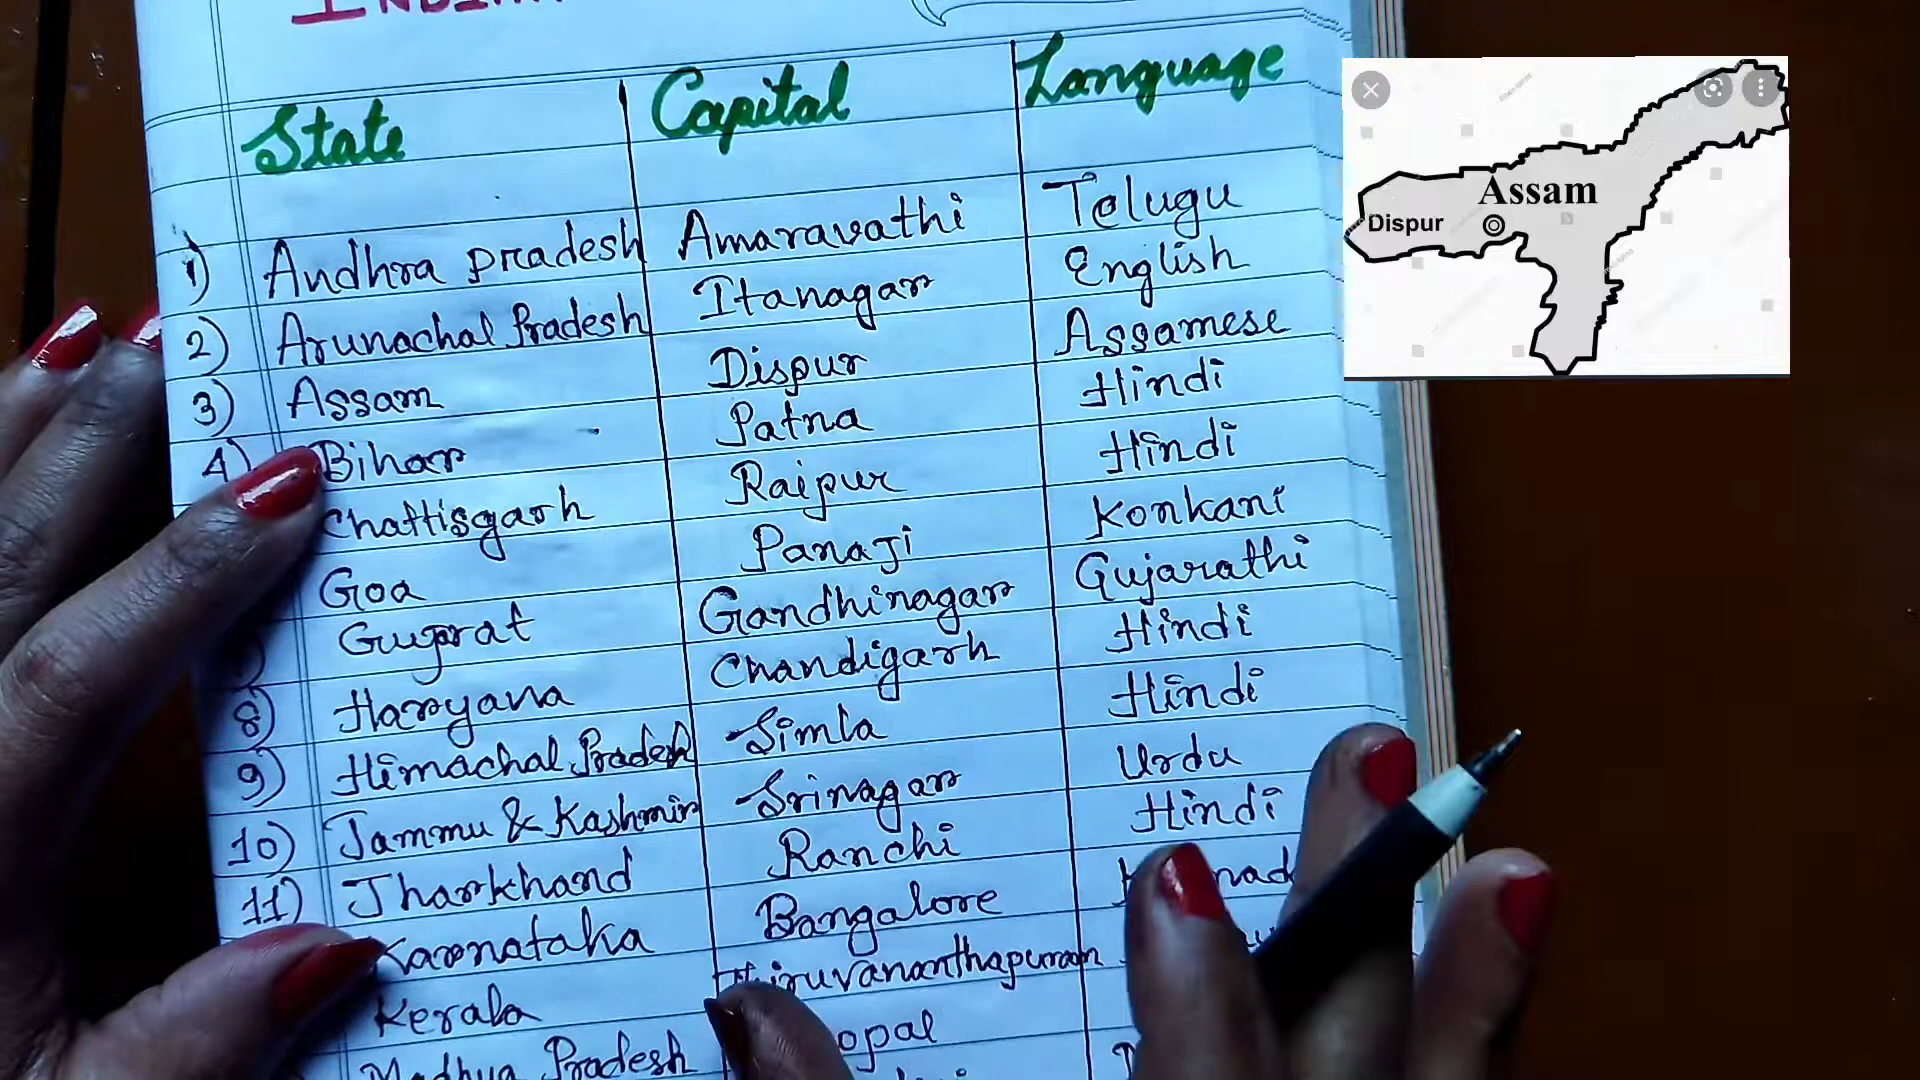 State Capital Language
1) Andhra pradesh Amaravathi Telugu
2) Arunachal Pradesh Itanagar English
3) Assam Dispur Assamese
4) Bihar Patna Hindi
Chattisgarh Raipur Hindi
Goa Panaji Konkani
Gujarat Gandhinagar Gujarathi
8) Haryana Chandigarh Hindi
9) Himachal Pradesh Simla Hindi
10) Jammu & Kashmir Srinagar Urdu
11) Jharkhand Ranchi Hindi
Karnataka Bangalore
Kerala Thiruvananthapuram
Madhya Pradesh opal
Assam
Dispur